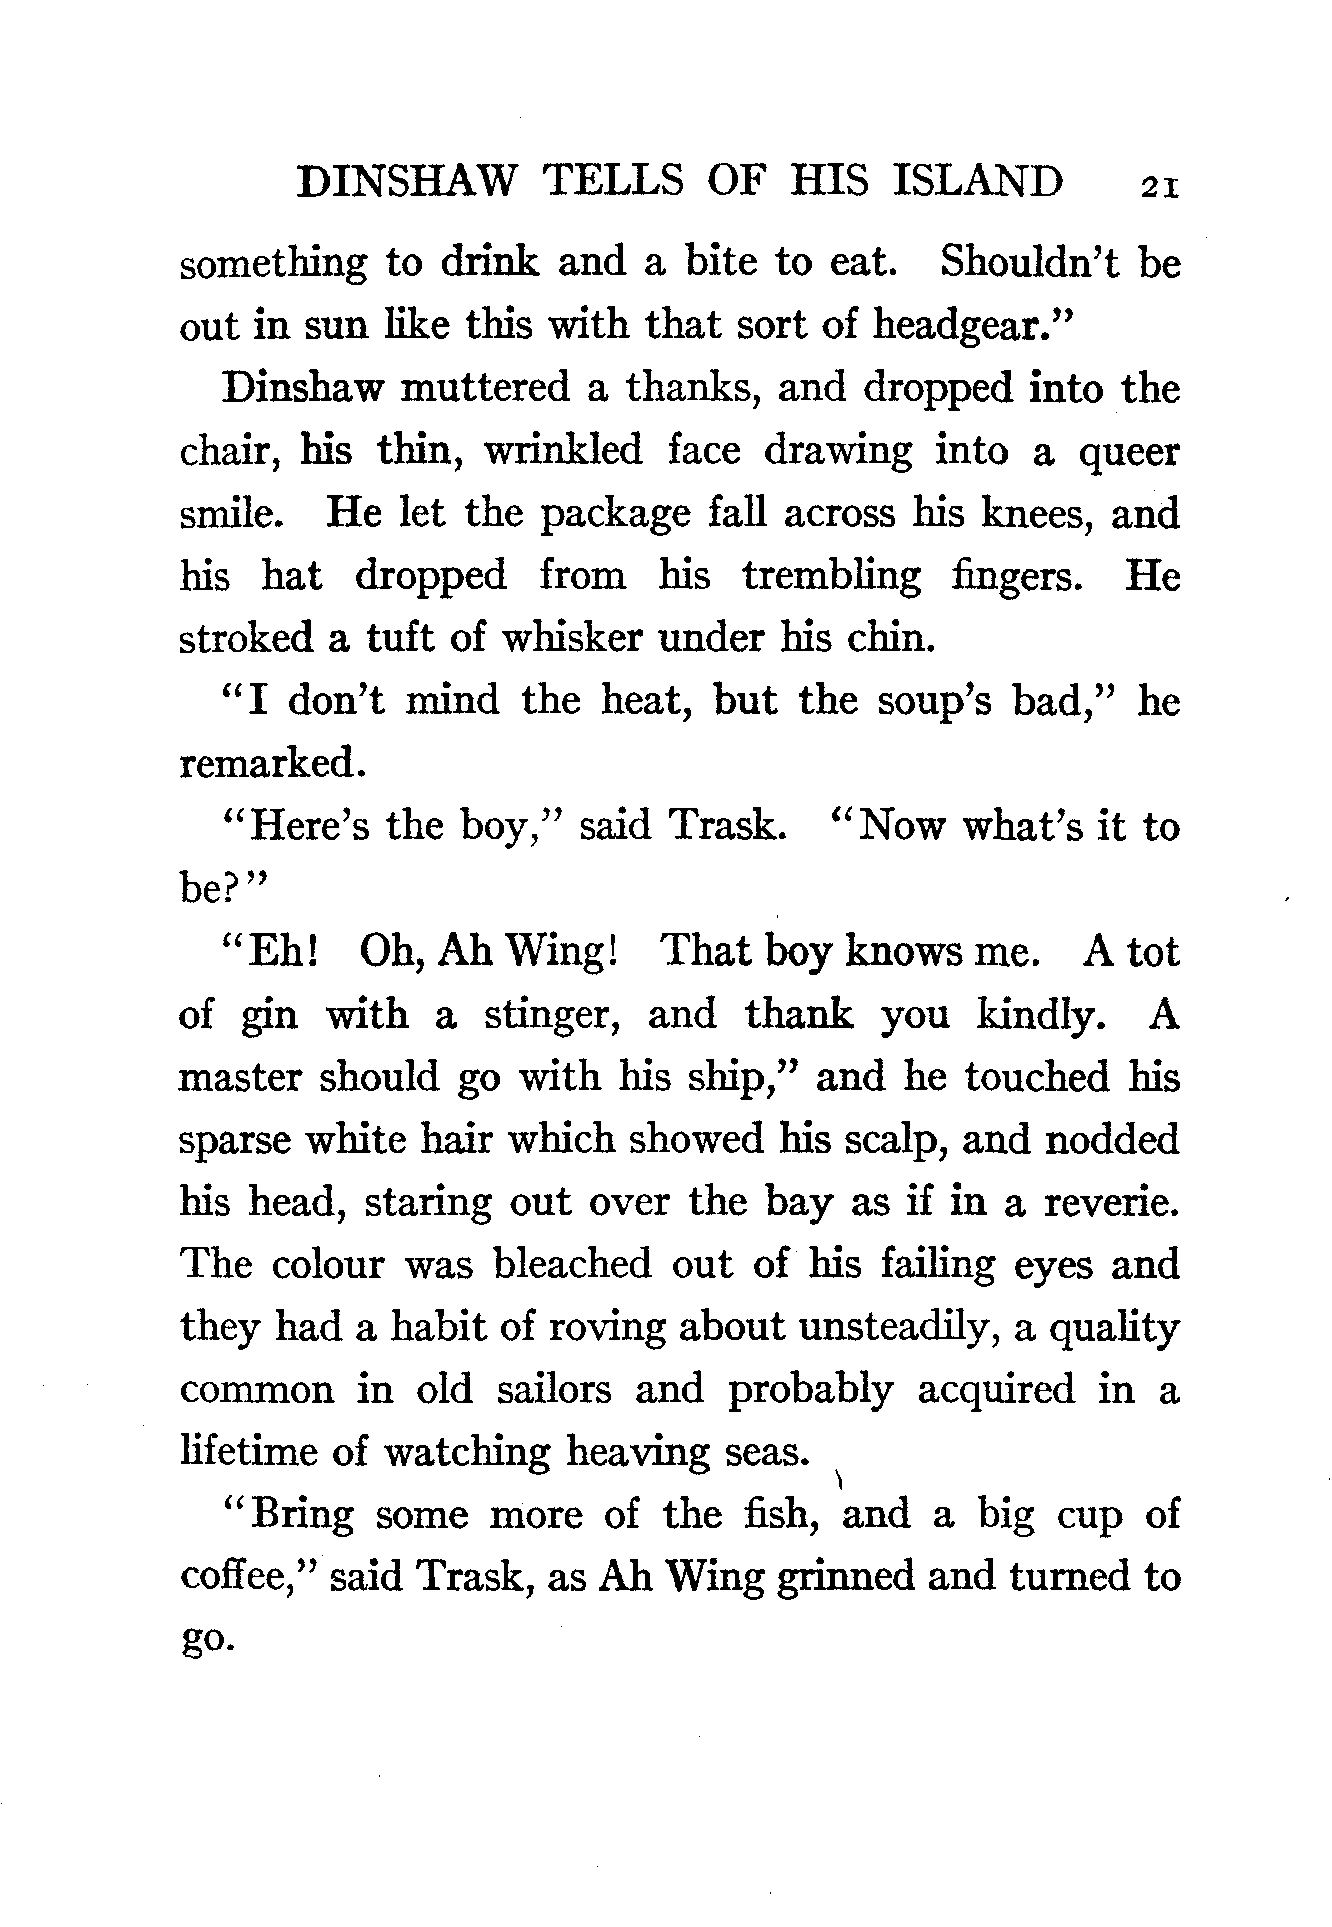 DINSHAW TELLS OF HIS ISLAND 21
something to drink and a bite to eat. Shouldn't be
out in sun like this with that sort of headgear."
Dinshaw muttered a thanks, and dropped into the
chair, his thin, wrinkled face drawing into a queer
smile. He let the package fall across his knees, and
his hat dropped from his trembling fingers. He
stroked a tuft of whisker under his chin.
"I don't mind the heat, but the soup's bad," he
remarked.
"Here's the boy," said Trask. "Now what's it to
be?"
"Eh! Oh, Ah Wing! That boy knows me. A tot
of gin with a stinger, and thank you kindly. A
master should go with his ship," and he touched his
sparse white hair which showed his scalp, and nodded
his head, staring out over the bay as if in a reverie.
The colour was bleached out of his failing eyes and
they had a habit of roving about unsteadily, a quality
common in old sailors and probably acquired in a
lifetime of watching heaving seas.
"Bring some more of the fish, and a big cup of
coffee," said Trask, as Ah Wing grinned and turned to
go.